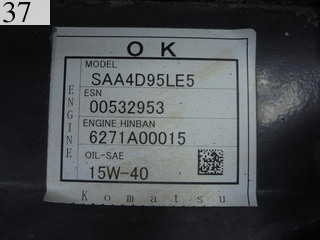 37
OK
MODEL
SAA4D95LE5
ESN
00532953
ENGINE HINBAN
6271A00015
OIL-SAE
15W-40
ENGINE
Komatsu